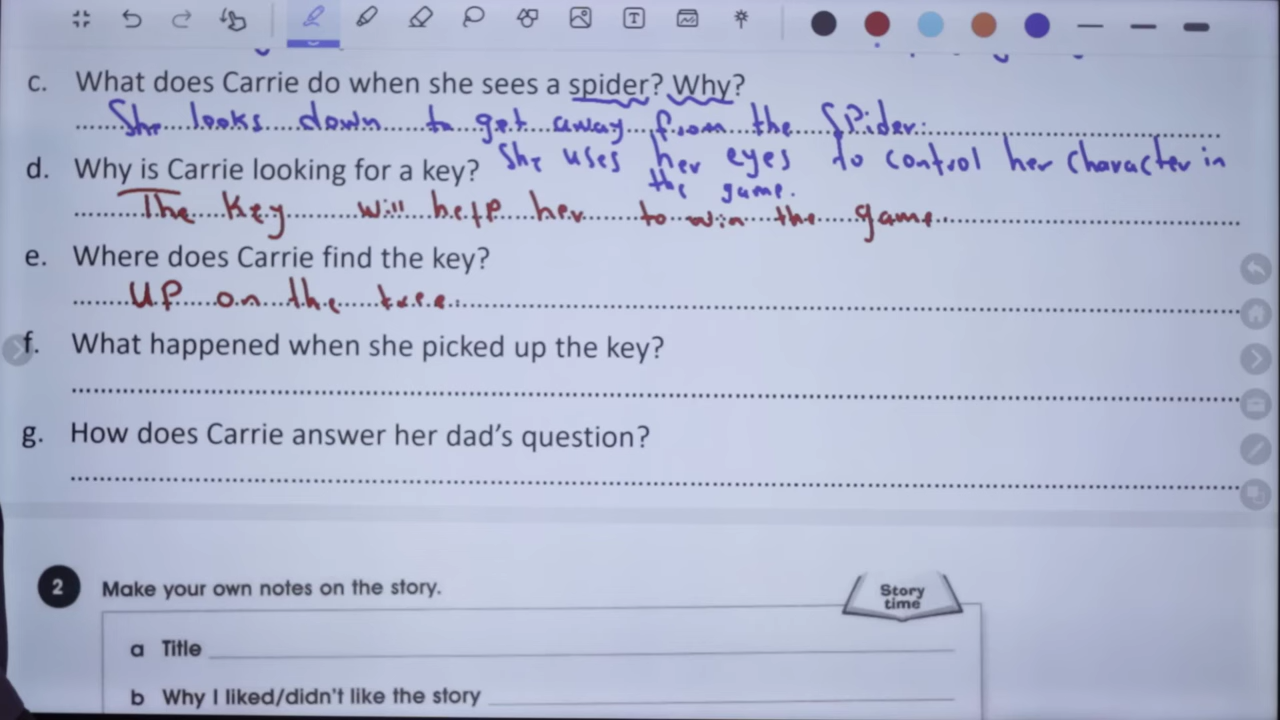 c. What does Carrie do when she sees a spider? Why?
She looks down to get away from the spider.
She uses her eyes to control her character in
the game.
d. Why is Carrie looking for a key?
The key will help her to win the game.
e. Where does Carrie find the key?
UP on the tree.
f. What happened when she picked up the key?
g. How does Carrie answer her dad's question?
2 Make your own notes on the story.
Story
time
a Title
b Why I liked/didn't like the story